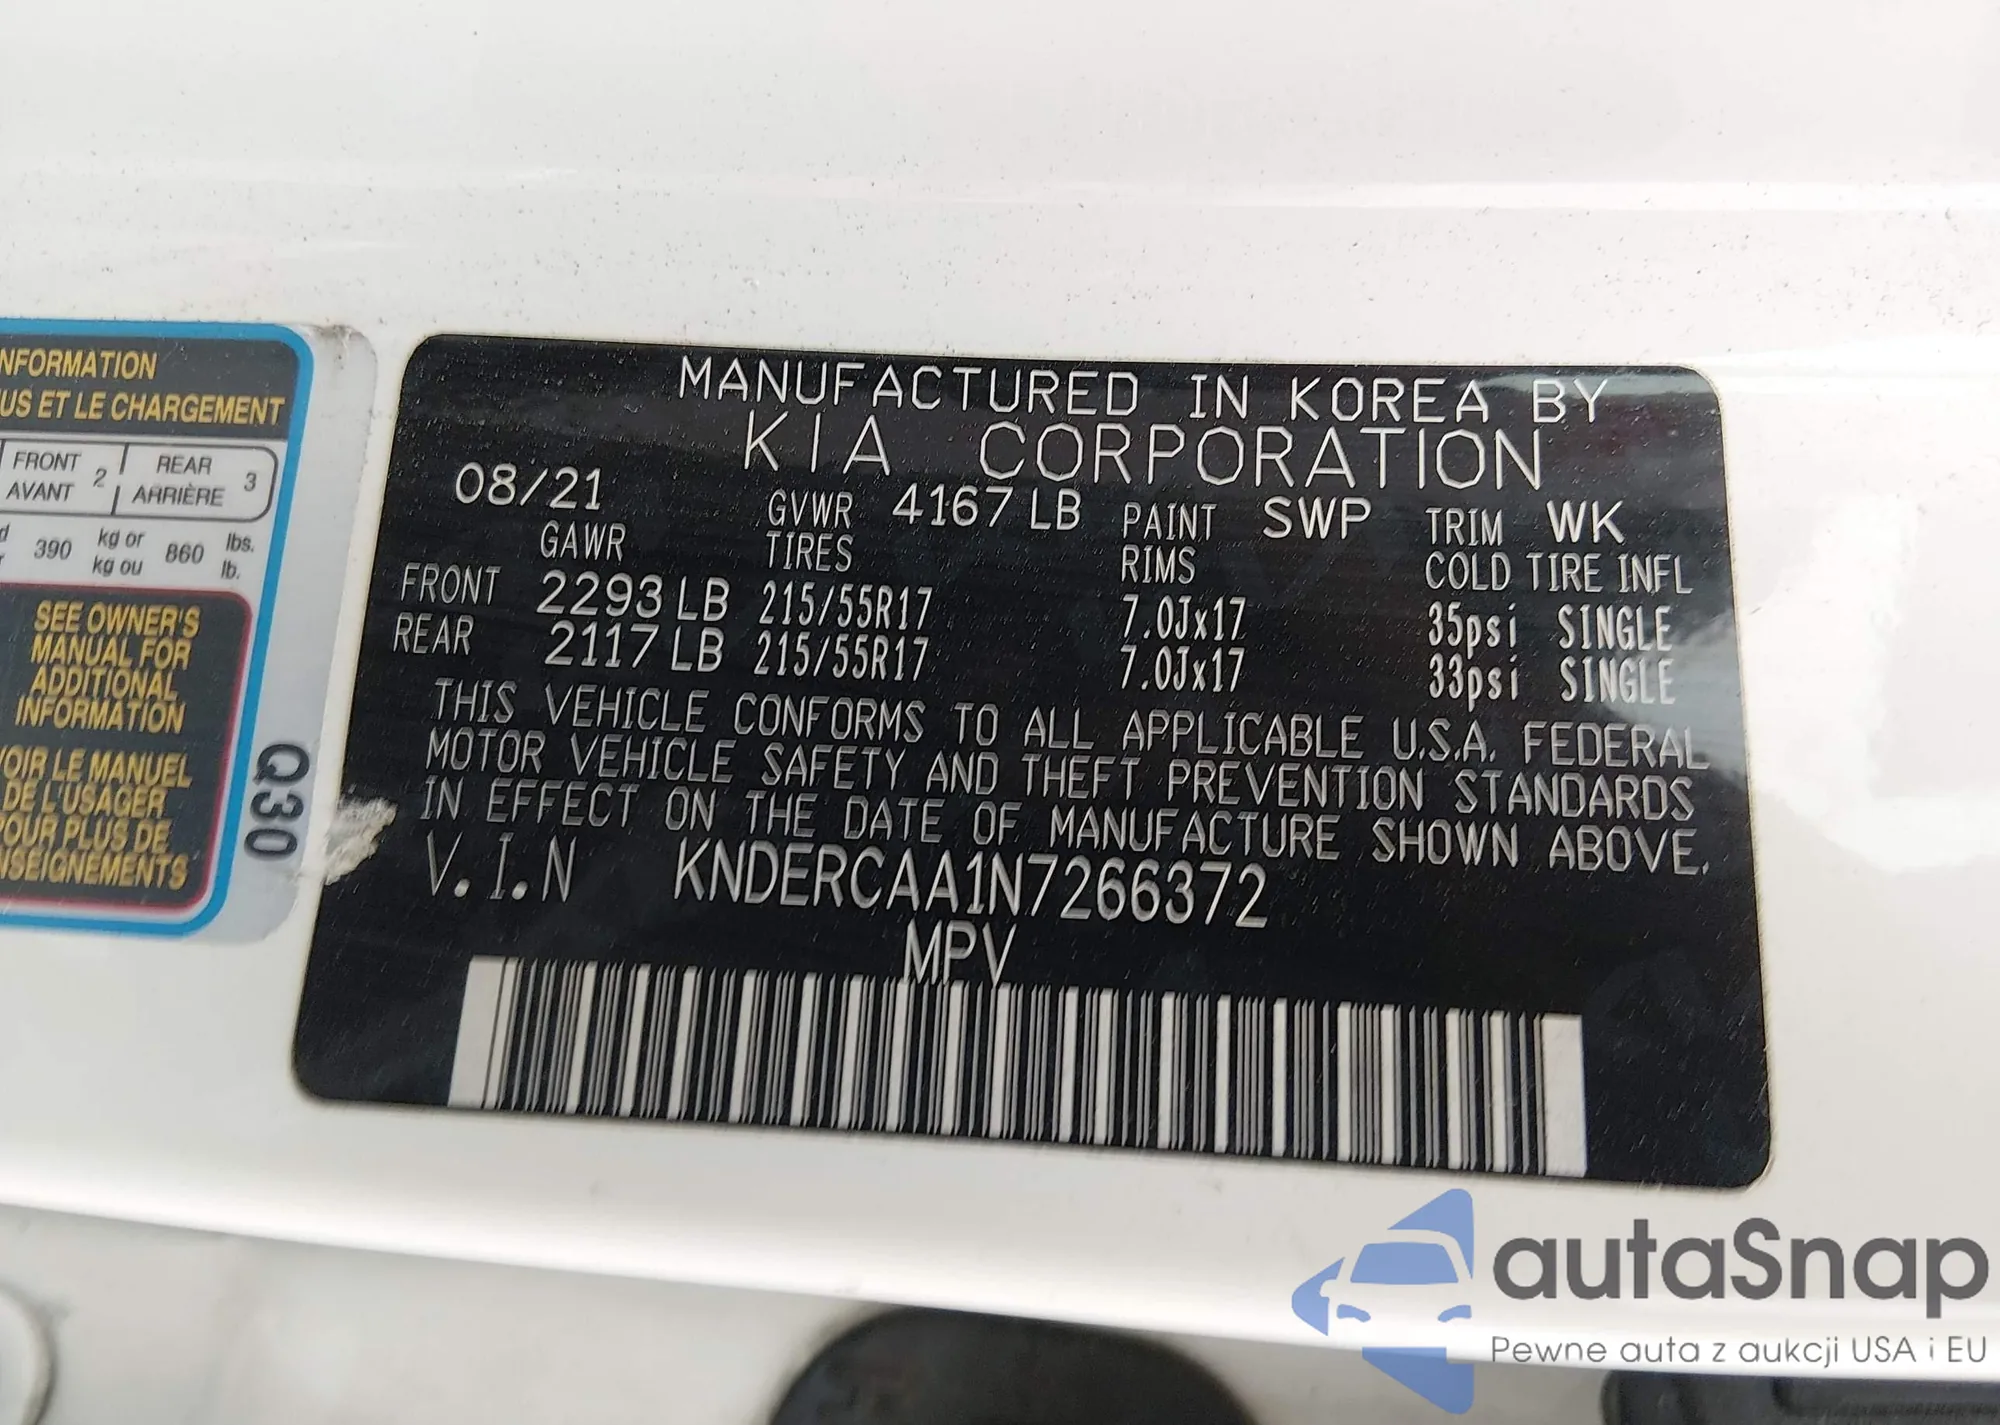 NFORMATION
US ET LE CHARGEMENT
FRONT 2 REAR 3
AVANT ARRIÈRE
390 kg or 860 lbs.
kg ou lb.
SEE OWNER'S
MANUAL FOR
ADDITIONAL
INFORMATION
OIR LE MANUEL
DE L'USAGER
POUR PLUS DE
NSEIGNEMENTS
Q30
MANUFACTURED IN KOREA BY
KIA CORPORATION
08/21 GVWR 4167 LB PAINT SWP TRIM WK
GAWR TIRES RIMS COLD TIRE INFL
FRONT 2293 LB 215/55R17 7.0Jx17 35psi SINGLE
REAR 2117 LB 215/55R17 7.0Jx17 33psi SINGLE
THIS VEHICLE CONFORMS TO ALL APPLICABLE U.S.A. FEDERAL
MOTOR VEHICLE SAFETY AND THEFT PREVENTION STANDARDS
IN EFFECT ON THE DATE OF MANUFACTURE SHOWN ABOVE.
V.I.N KNDERCAA1N7266372
MPV
autaSnap
Pewne auta z aukcji USA i EU